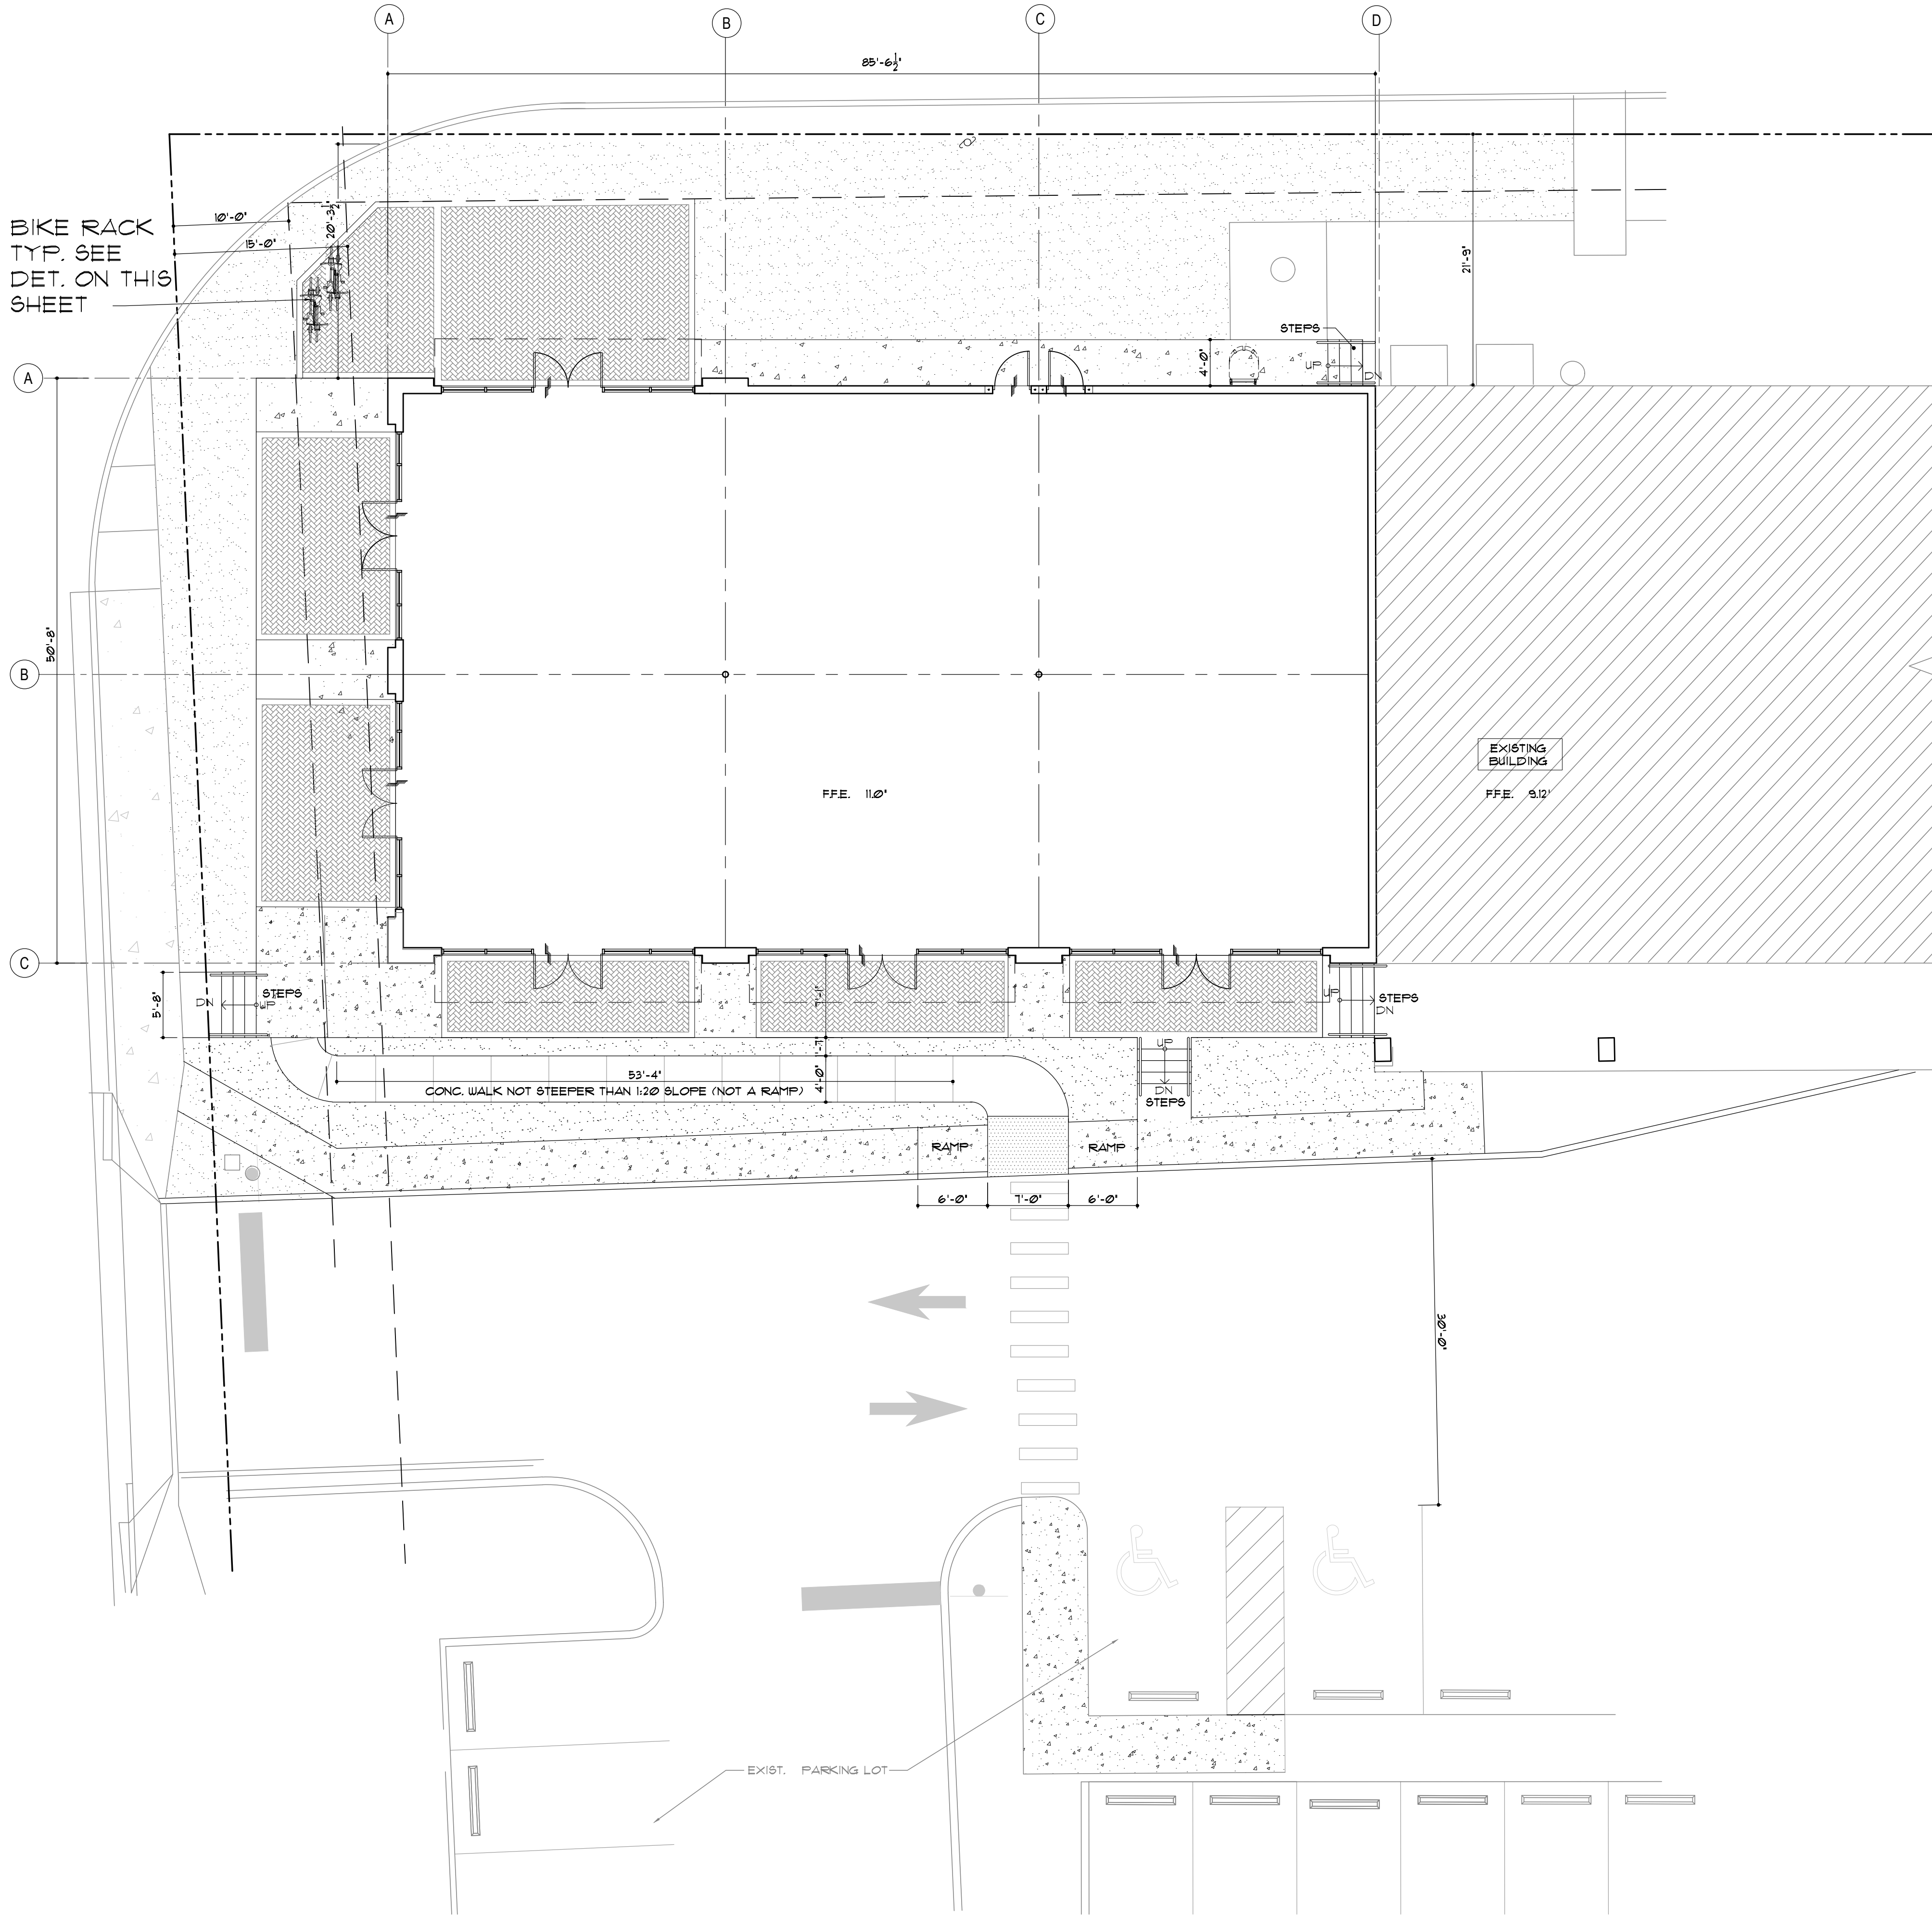 A
B
C
D
85'-6½"
10'-0"
15'-0"
20'-3½"
BIKE RACK
TYP. SEE
DET. ON THIS
SHEET
21'-9"
STEPS
UP
DN
4'-0"
A
50'-8"
B
EXISTING
BUILDING
F.F.E. 11.0"
F.F.E. 9.12'
C
5'-8"
DN
UP
STEPS
7'-1"
UP
STEPS
DN
1'-7"
UP
53'-4"
4'-0"
CONC. WALK NOT STEEPER THAN 1:20 SLOPE (NOT A RAMP)
DN
STEPS
RAMP
RAMP
6'-0"
7'-0"
6'-0"
30'-0"
EXIST. PARKING LOT